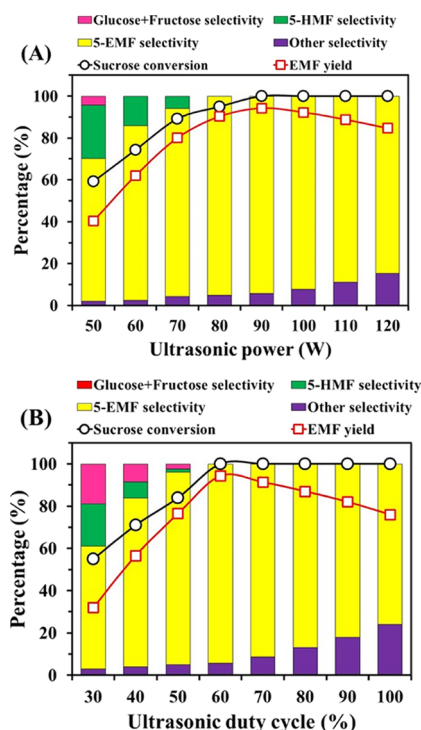 Glucose+Fructose selectivity 5-HMF selectivity
5-EMF selectivity Other selectivity
Sucrose conversion EMF yield
(A)
100
80
60
40
20
0
Percentage (%)
50 60 70 80 90 100 110 120
Ultrasonic power (W)
Glucose+Fructose selectivity 5-HMF selectivity
5-EMF selectivity Other selectivity
Sucrose conversion EMF yield
(B)
100
80
60
40
20
0
Percentage (%)
30 40 50 60 70 80 90 100
Ultrasonic duty cycle (%)